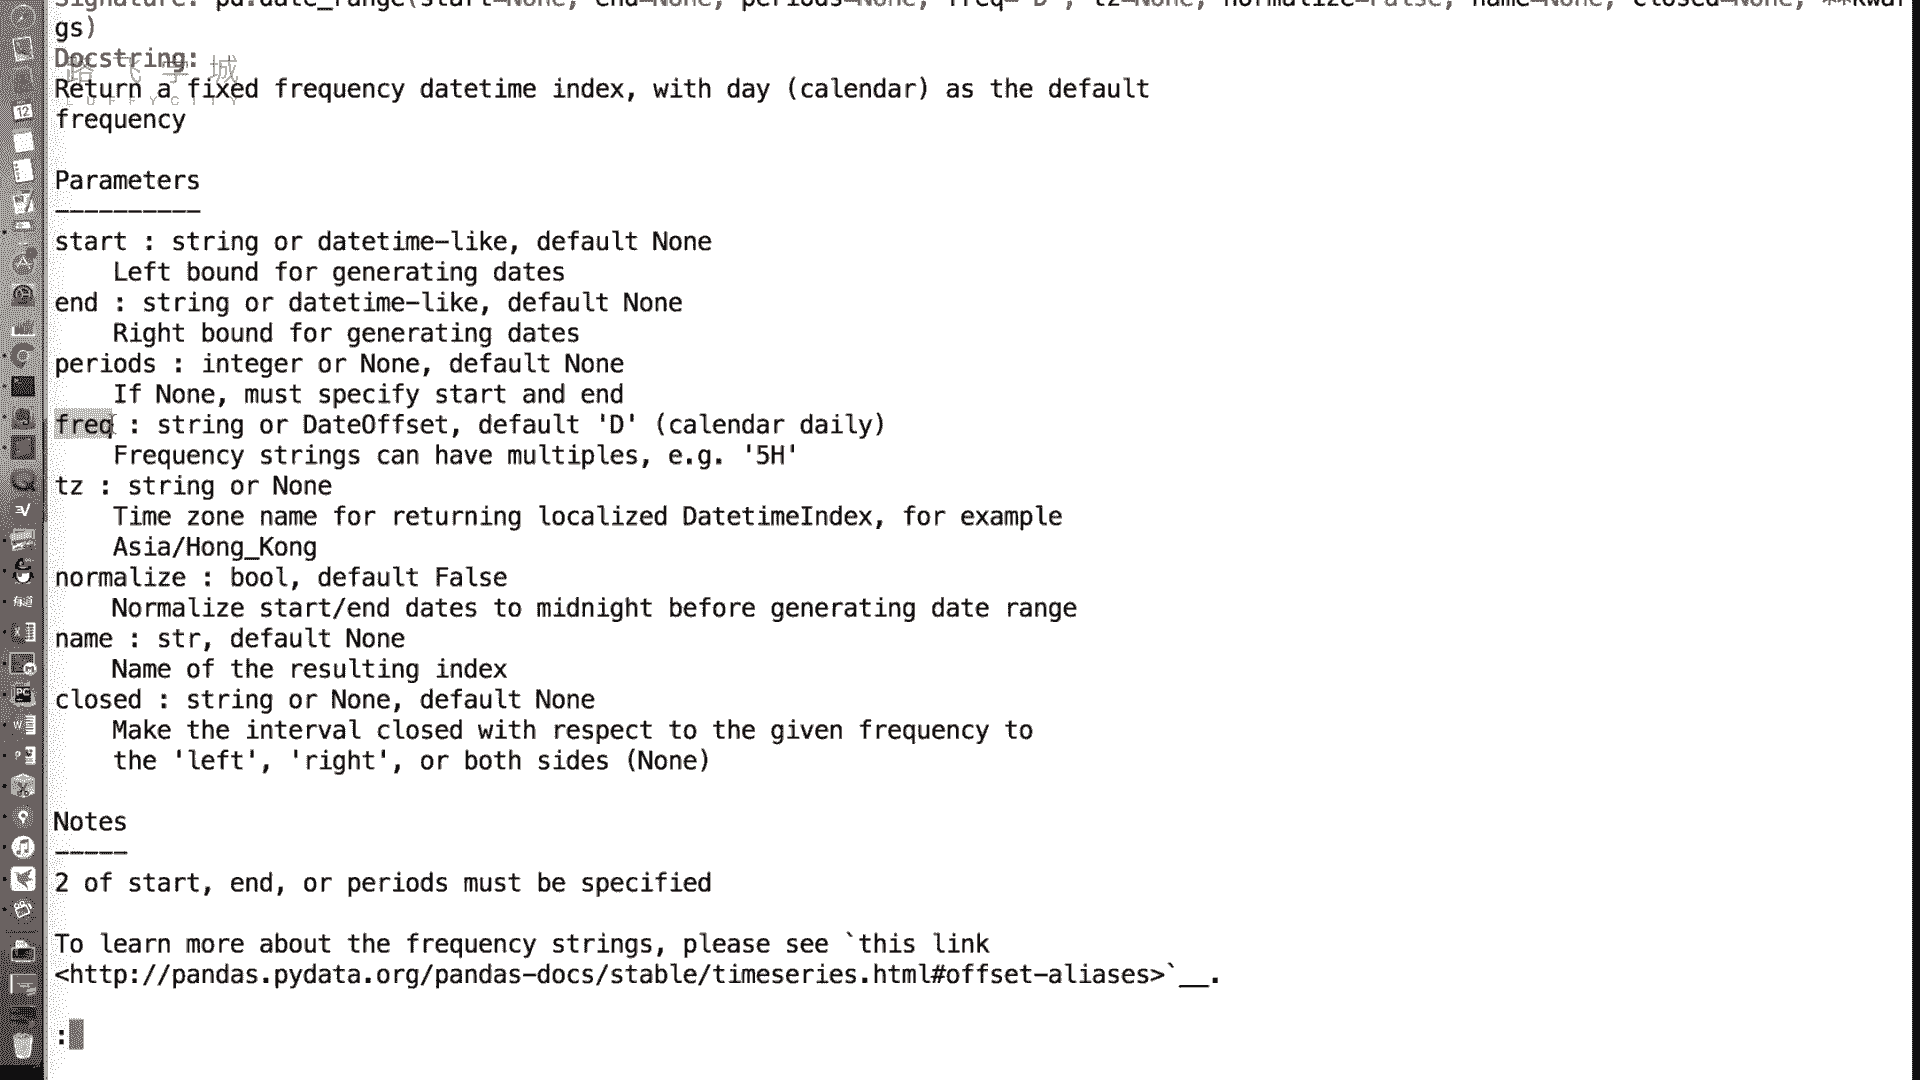 Signature: pd.date_range(start=None, end=None, periods=None, freq='D', tz=None, normalize=False, name=None, closed=None, **kwar
gs)
Docstring:
路飞学城
LUFFYCITY
Return a fixed frequency datetime index, with day (calendar) as the default
frequency
Parameters
----------
start : string or datetime-like, default None
    Left bound for generating dates
end : string or datetime-like, default None
    Right bound for generating dates
periods : integer or None, default None
    If None, must specify start and end
freq : string or DateOffset, default 'D' (calendar daily)
    Frequency strings can have multiples, e.g. '5H'
tz : string or None
    Time zone name for returning localized DatetimeIndex, for example
    Asia/Hong_Kong
normalize : bool, default False
    Normalize start/end dates to midnight before generating date range
name : str, default None
    Name of the resulting index
closed : string or None, default None
    Make the interval closed with respect to the given frequency to
    the 'left', 'right', or both sides (None)
Notes
-----
2 of start, end, or periods must be specified
To learn more about the frequency strings, please see `this link
<http://pandas.pydata.org/pandas-docs/stable/timeseries.html#offset-aliases>`__.
: